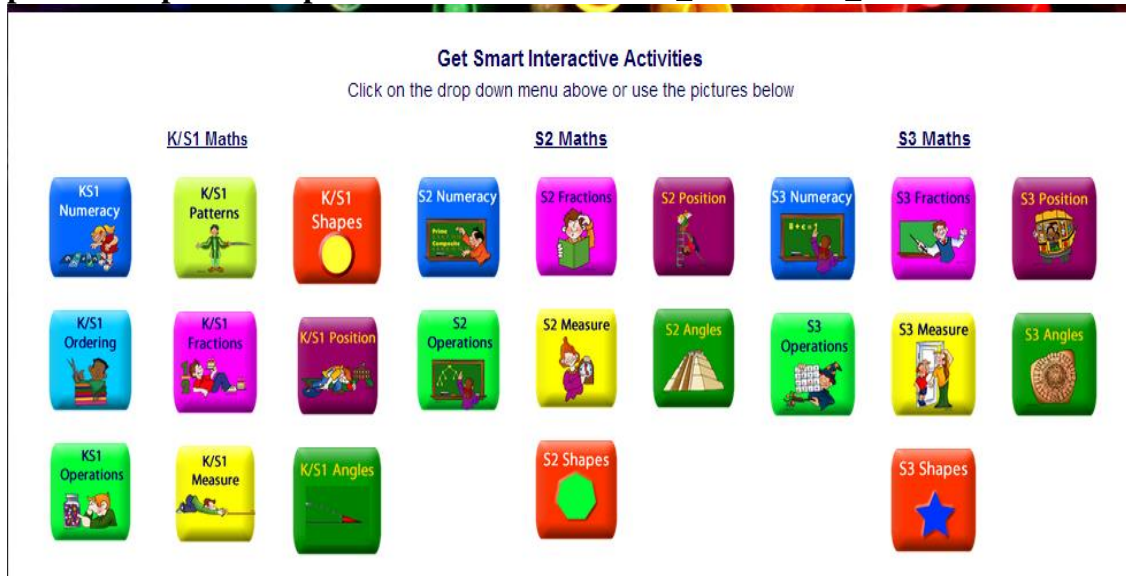 Get Smart Interactive Activities
Click on the drop down menu above or use the pictures below
K/S1 Maths
S2 Maths
S3 Maths
KS1
Numeracy
K/S1
Patterns
K/S1
Shapes
S2 Numeracy
Prime
Composite
S2 Fractions
S2 Position
S3 Numeracy
S3 Fractions
S3 Position
K/S1
Ordering
K/S1
Fractions
K/S1 Position
S2
Operations
S2 Measure
S2 Angles
S3
Operations
S3 Measure
S3 Angles
KS1
Operations
K/S1
Measure
K/S1 Angles
S2 Shapes
S3 Shapes